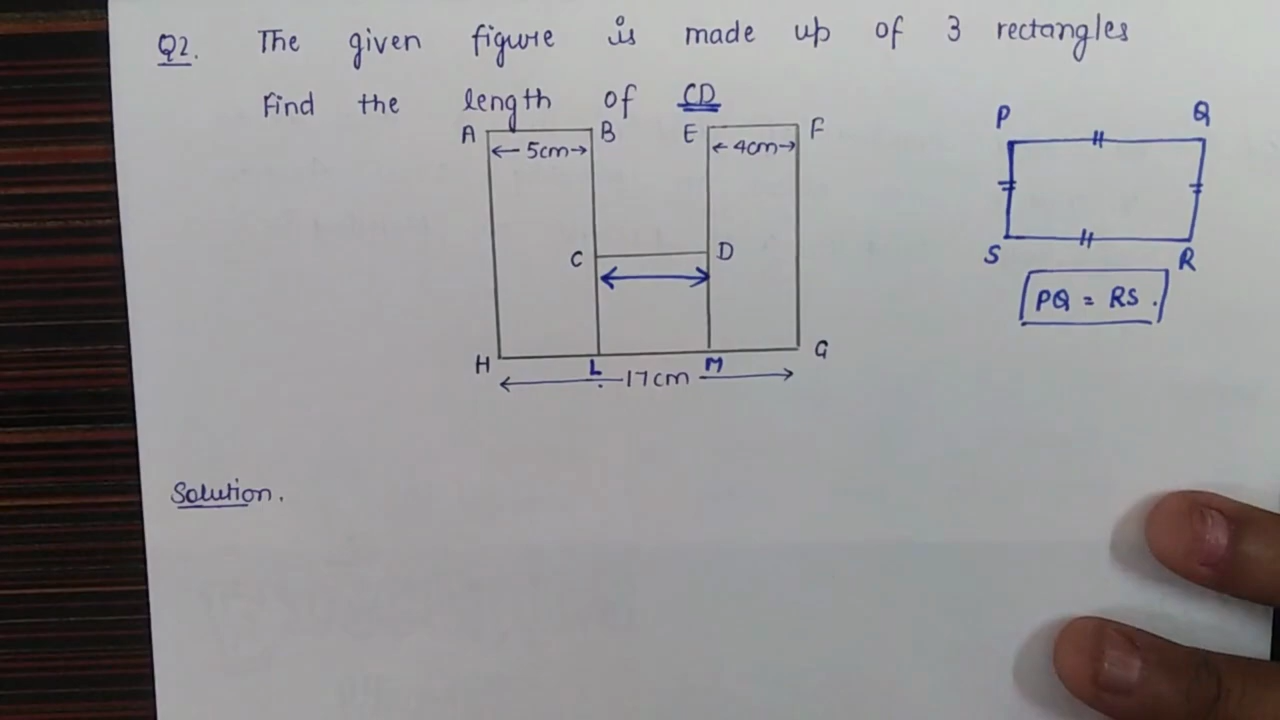 Q2. The given figure is made up of 3 rectangles
Find the length of CD
A B E F
← 5cm → ← 4cm →
C D
H L M G
17cm
P Q
S R
PQ = RS.
Solution.